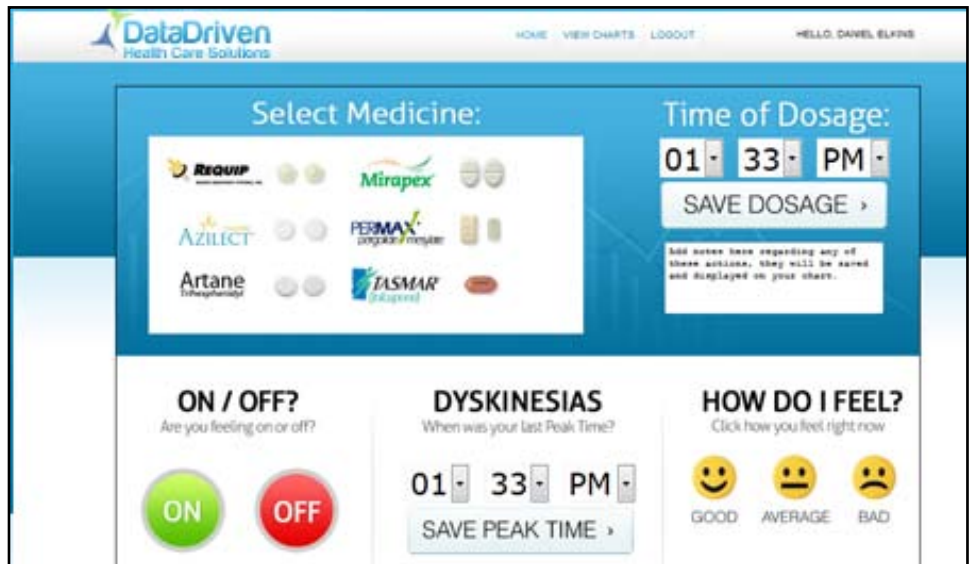 DataDriven
Health Care Solutions
HOME VIEW CHARTS LOGOUT
HELLO, DANIEL ELKINS
Select Medicine:
REQUIP
Mirapex
AZILECT
PERMAX
pergolide mesylate
Artane
Trihexyphenidyl
TASMAR
(tolcapone)
Time of Dosage:
01 33 PM
SAVE DOSAGE ›
Add notes here regarding any of
these actions, they will be saved
and displayed on your chart.
ON / OFF?
Are you feeling on or off?
ON OFF
DYSKINESIAS
When was your last Peak Time?
01 33 PM
SAVE PEAK TIME ›
HOW DO I FEEL?
Click how you feel right now
GOOD AVERAGE BAD